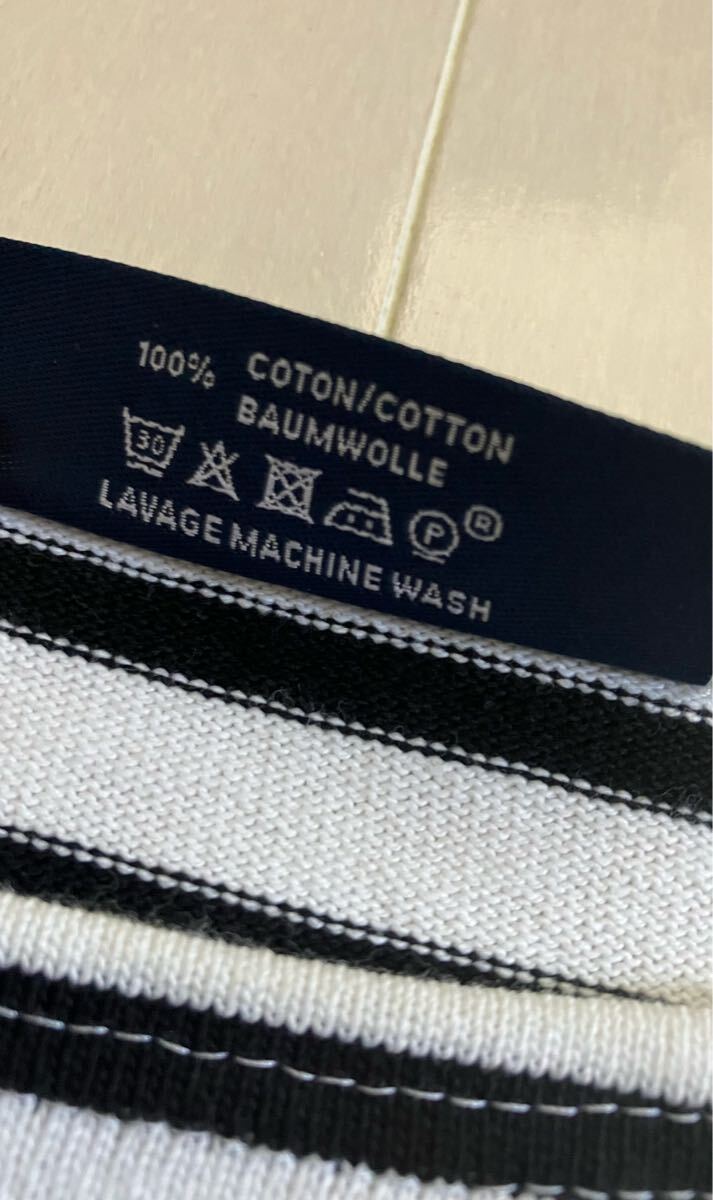 100% COTON/COTTON
BAUMWOLLE
30 P ®
LAVAGE MACHINE WASH